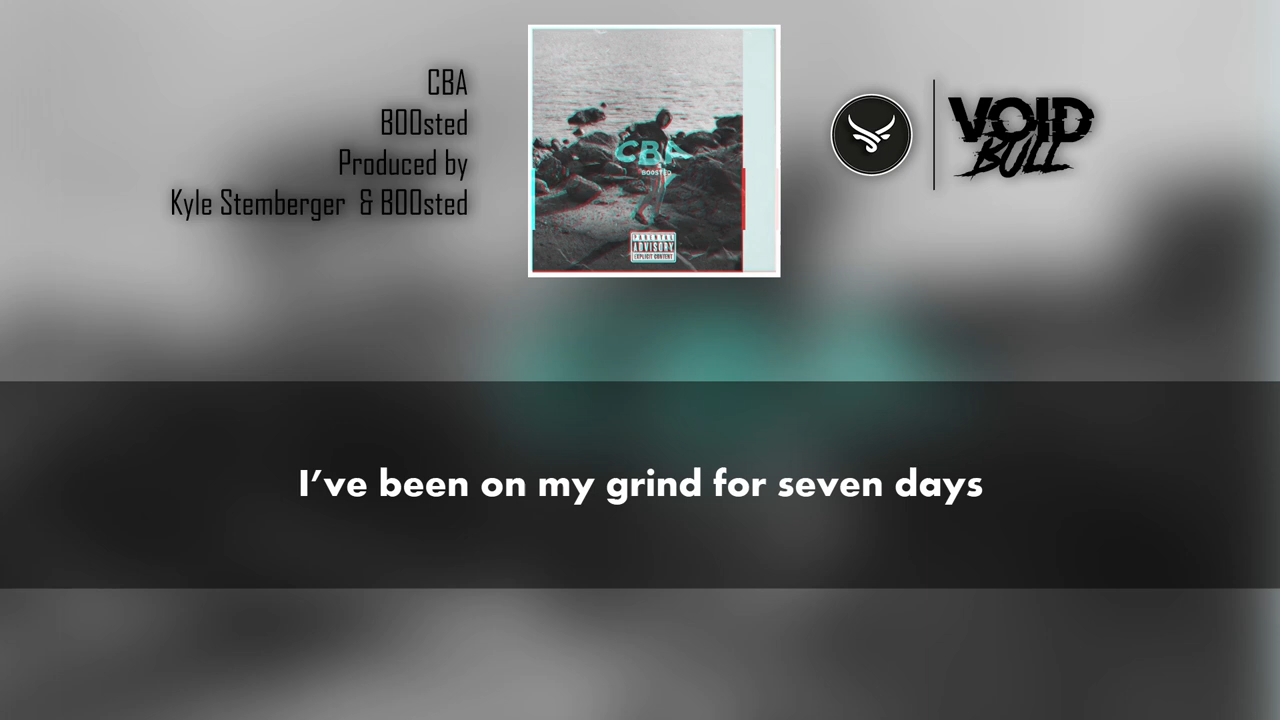 CBA
BOOsted
Produced by
Kyle Stemberger & BOOsted
CBA
BOOSTED
PARENTAL
ADVISORY
EXPLICIT CONTENT
VOID
BULL
I’ve been on my grind for seven days